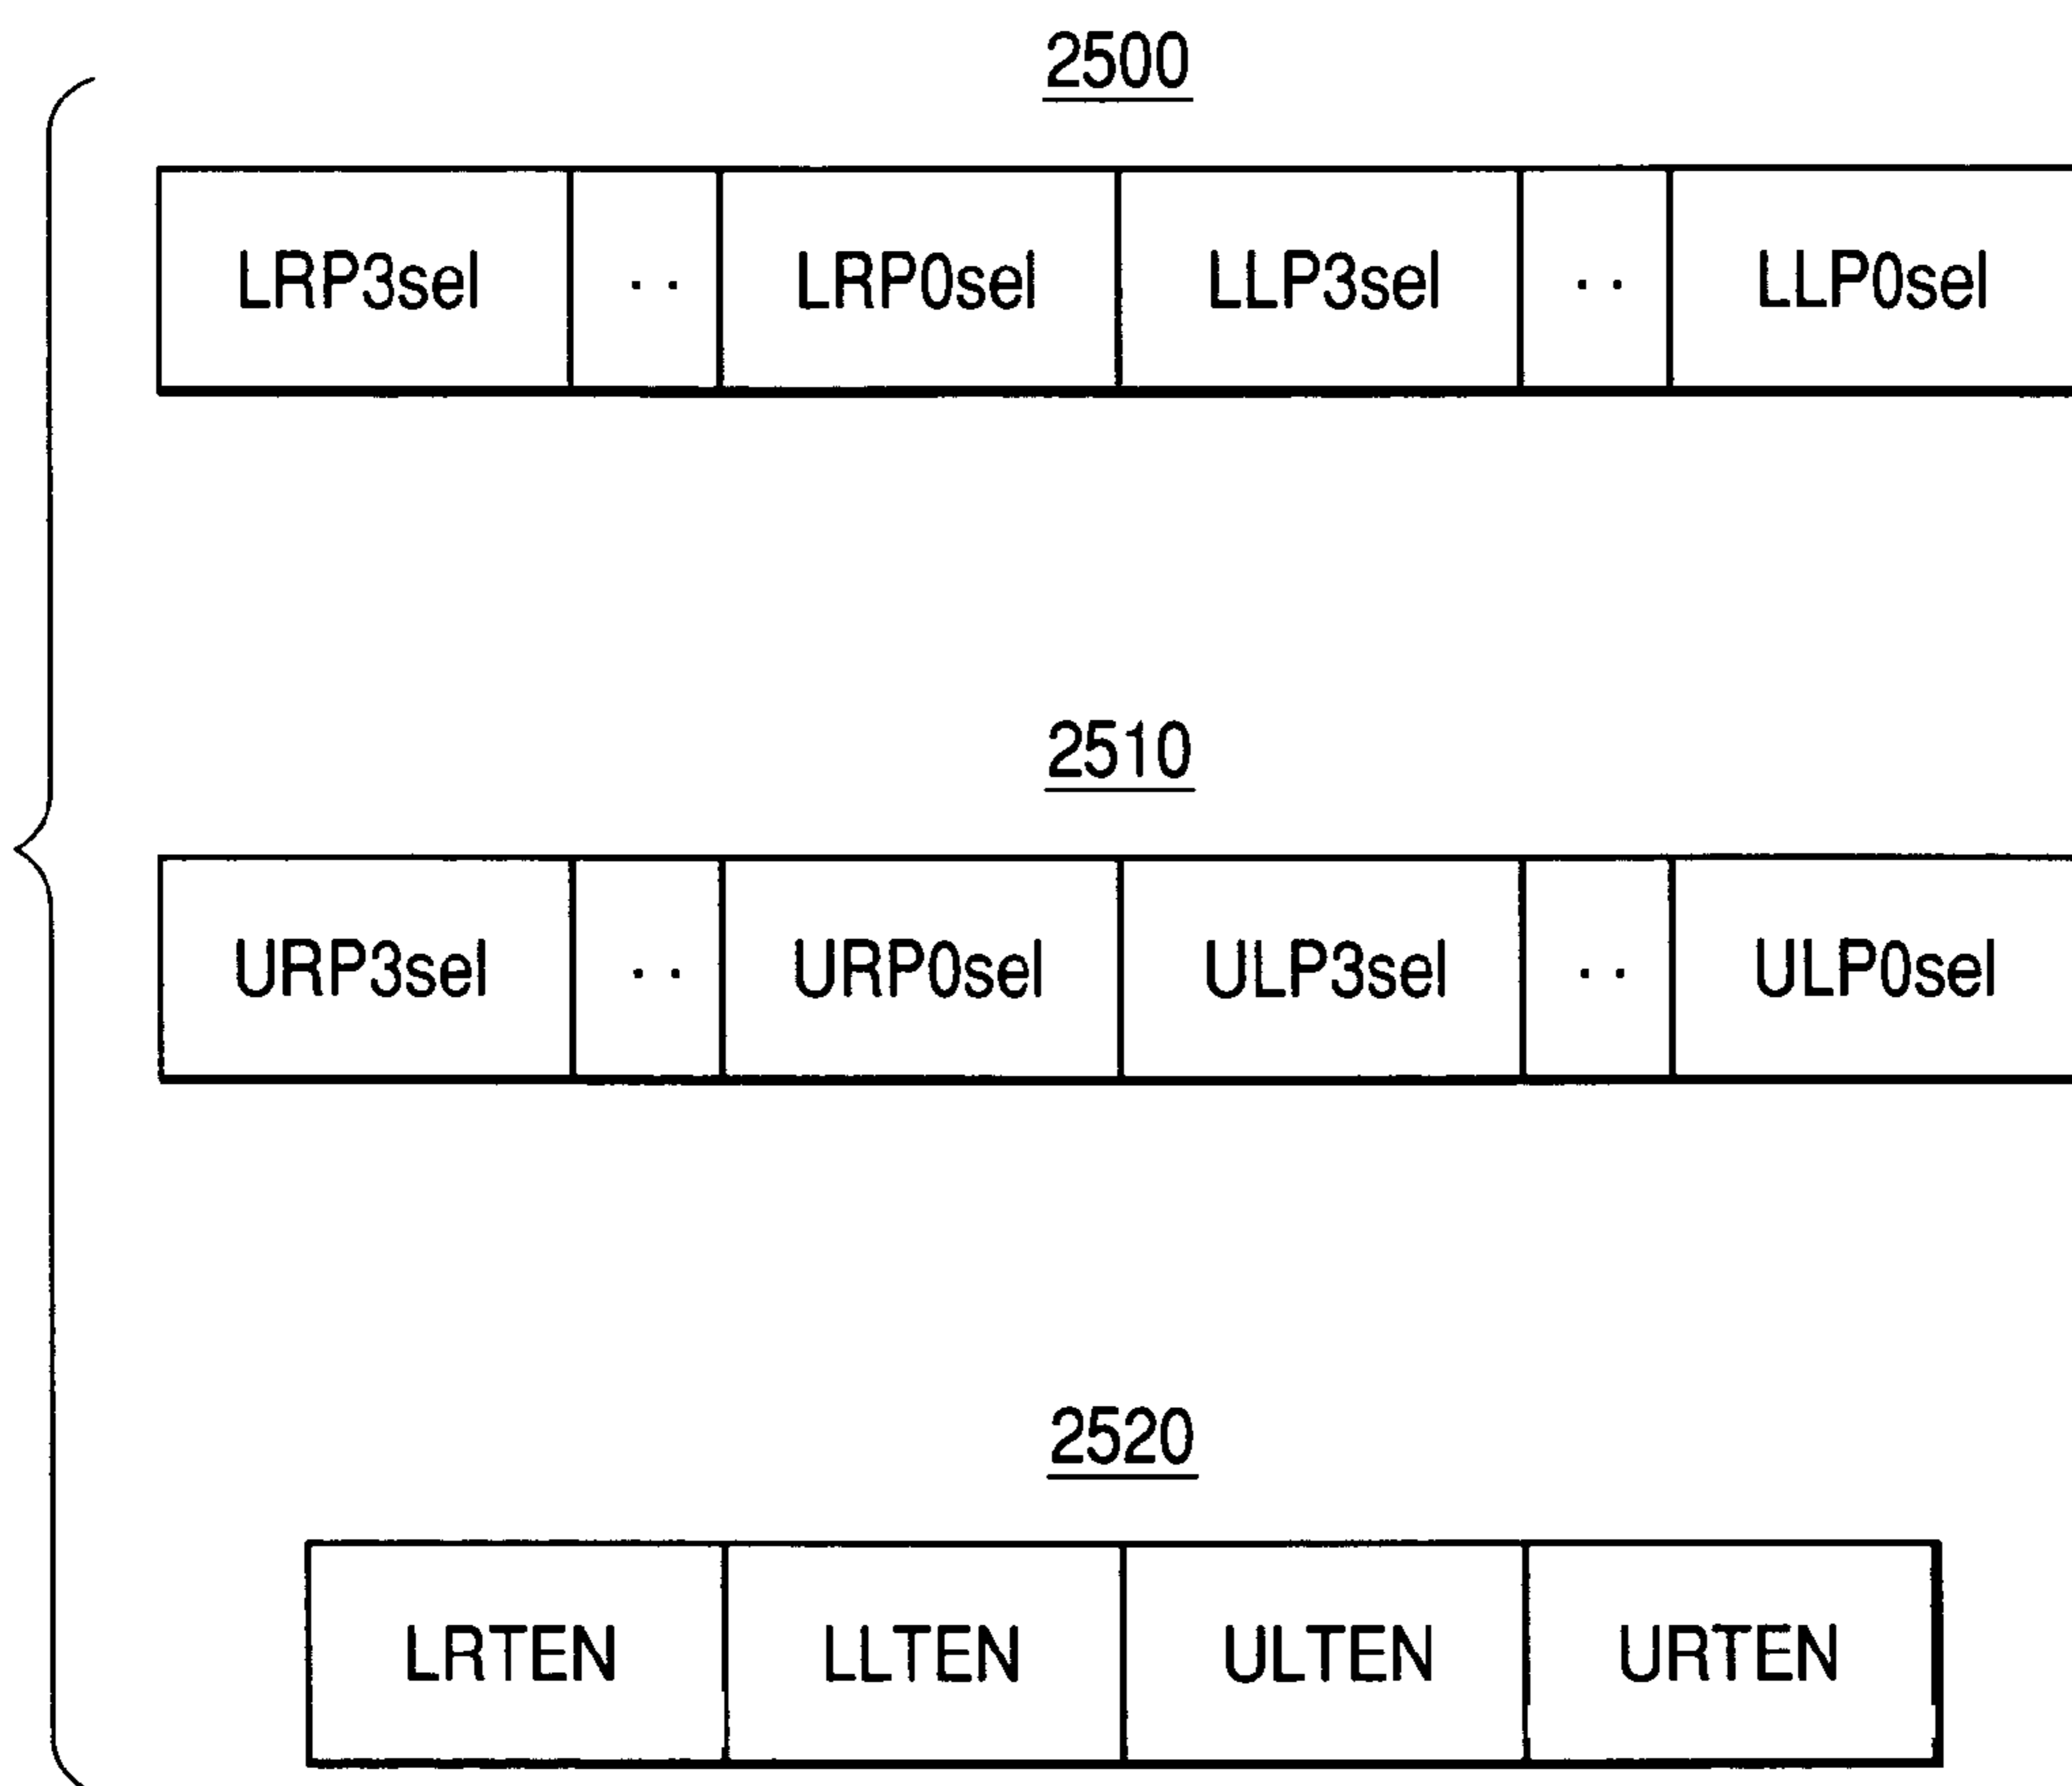 2500
LRP3sel .. LRP0sel LLP3sel .. LLP0sel
2510
URP3sel .. URP0sel ULP3sel .. ULP0sel
2520
LRTEN LLTEN ULTEN URTEN